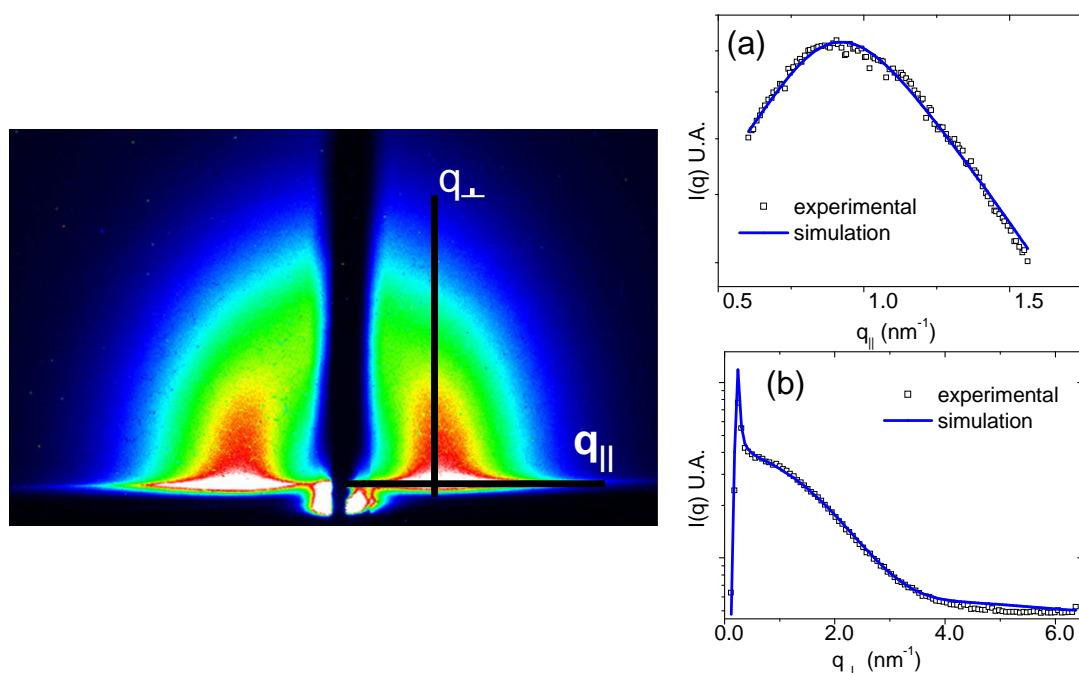 q⊥
q||
(a)
I(q) U.A.
experimental
simulation
0.5 1.0 1.5
q|| (nm-1)
(b)
I(q) U.A.
experimental
simulation
0.0 2.0 4.0 6.0
q⊥ (nm-1)